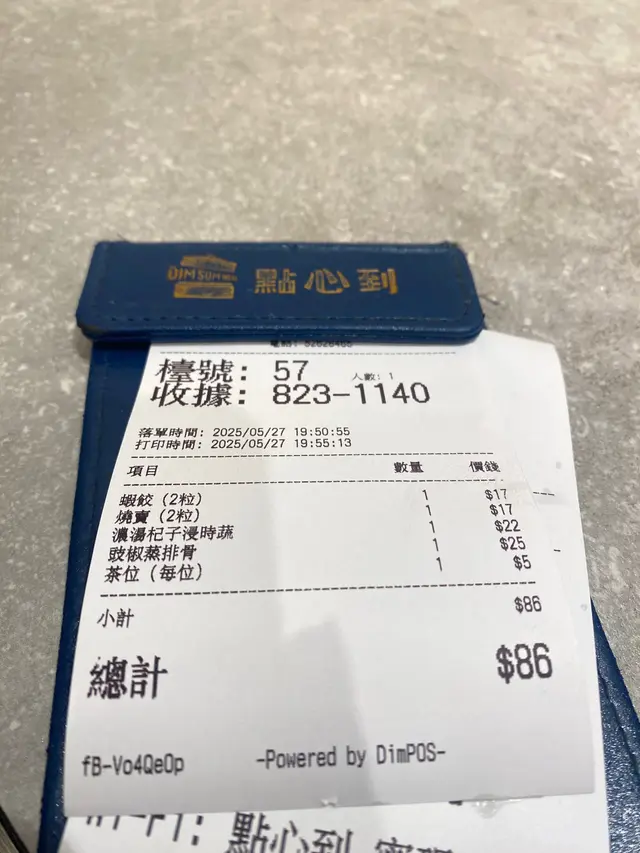 DIM SUM
點心到
檯號: 57 人數: 1
收據: 823-1140
落單時間: 2025/05/27 19:50:55
打印時間: 2025/05/27 19:55:13
項目 數量 價錢
蝦餃 (2粒) 1 $17
燒賣 (2粒) 1 $17
濃湯杞子浸時蔬 1 $22
豉椒蒸排骨 1 $25
茶位 (每位) 1 $5
小計 $86
總計 $86
fB-Vo4QeOp -Powered by DimPOS-
點心到